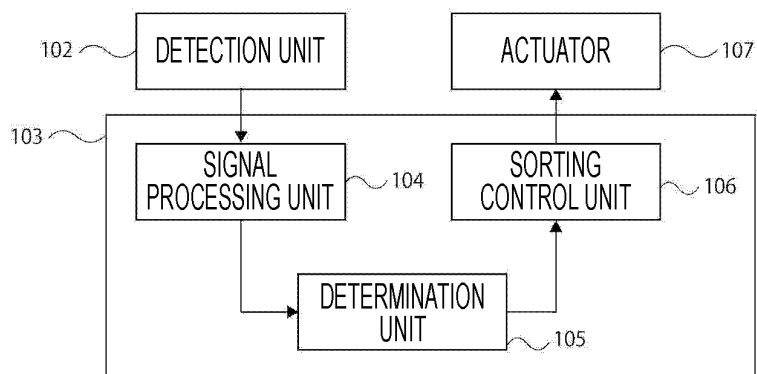 102
DETECTION UNIT
ACTUATOR
107
103
SIGNAL
PROCESSING UNIT
104
SORTING
CONTROL UNIT
106
DETERMINATION
UNIT
105